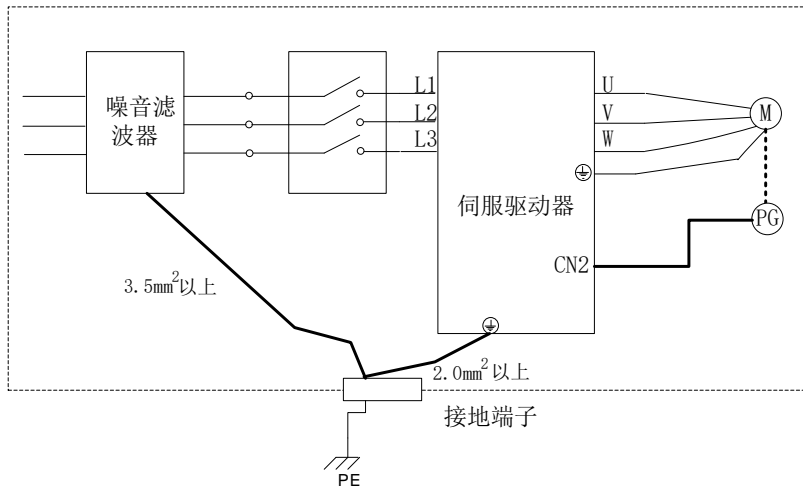 噪音滤
波器
L1
L2
L3
U
V
W
M
伺服驱动器
PG
CN2
3.5mm²以上
2.0mm²以上
接地端子
PE